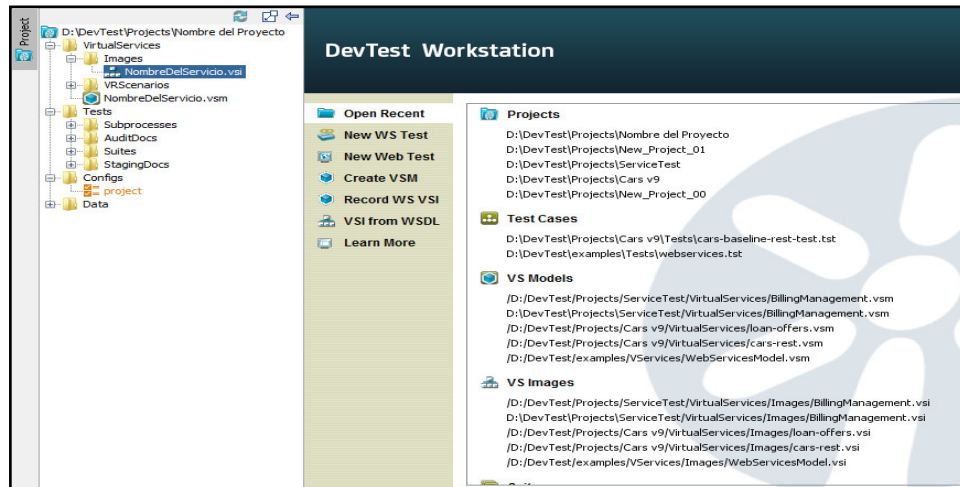 Project
D:\DevTest\Projects\Nombre del Proyecto
VirtualServices
Images
NombreDelServicio.vsi
VRScenarios
NombreDelServicio.vsm
Tests
Subprocesses
AuditDocs
Suites
StagingDocs
Configs
project
Data
DevTest Workstation
Open Recent
New WS Test
New Web Test
Create VSM
Record WS VSI
VSI from WSDL
Learn More
Projects
D:\DevTest\Projects\Nombre del Proyecto
D:\DevTest\Projects\New_Project_01
D:\DevTest\Projects\ServiceTest
D:\DevTest\Projects\Cars v9
D:\DevTest\Projects\New_Project_00
Test Cases
D:\DevTest\Projects\Cars v9\Tests\cars-baseline-rest-test.tst
D:\DevTest\examples\Tests\webservices.tst
VS Models
/D:/DevTest/Projects/ServiceTest/VirtualServices/BillingManagement.vsm
D:\DevTest\Projects\ServiceTest\VirtualServices\BillingManagement.vsm
/D:/DevTest/Projects/Cars v9/VirtualServices/loan-offers.vsm
/D:/DevTest/Projects/Cars v9/VirtualServices/cars-rest.vsm
/D:/DevTest/examples/VServices/WebServicesModel.vsm
VS Images
/D:/DevTest/Projects/ServiceTest/VirtualServices/Images/BillingManagement.vsi
D:\DevTest\Projects\ServiceTest\VirtualServices\Images\BillingManagement.vsi
/D:/DevTest/Projects/Cars v9/VirtualServices/Images/loan-offers.vsi
/D:/DevTest/Projects/Cars v9/VirtualServices/Images/cars-rest.vsi
/D:/DevTest/examples/VServices/Images/WebServicesModel.vsi